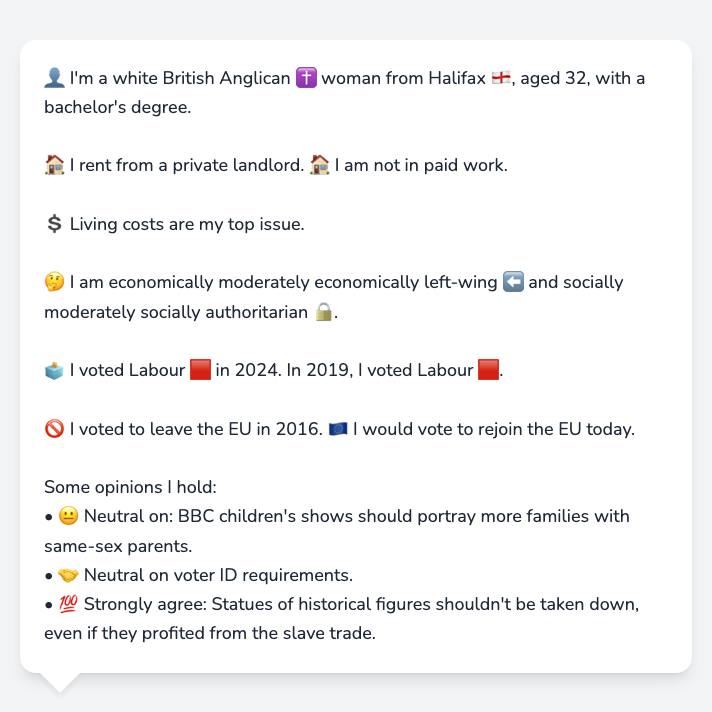 👤 I'm a white British Anglican ✝️ woman from Halifax 🏴󠁧󠁢󠁥󠁮󠁧󠁿, aged 32, with a
bachelor's degree.
🏠 I rent from a private landlord. 🏠 I am not in paid work.
💲 Living costs are my top issue.
🤔 I am economically moderately economically left-wing ⬅️ and socially
moderately socially authoritarian 🔒.
🗳️ I voted Labour 🟥 in 2024. In 2019, I voted Labour 🟥.
🚫 I voted to leave the EU in 2016. 🇪🇺 I would vote to rejoin the EU today.
Some opinions I hold:
• 😐 Neutral on: BBC children's shows should portray more families with
same-sex parents.
• 🤝 Neutral on voter ID requirements.
• 💯 Strongly agree: Statues of historical figures shouldn't be taken down,
even if they profited from the slave trade.